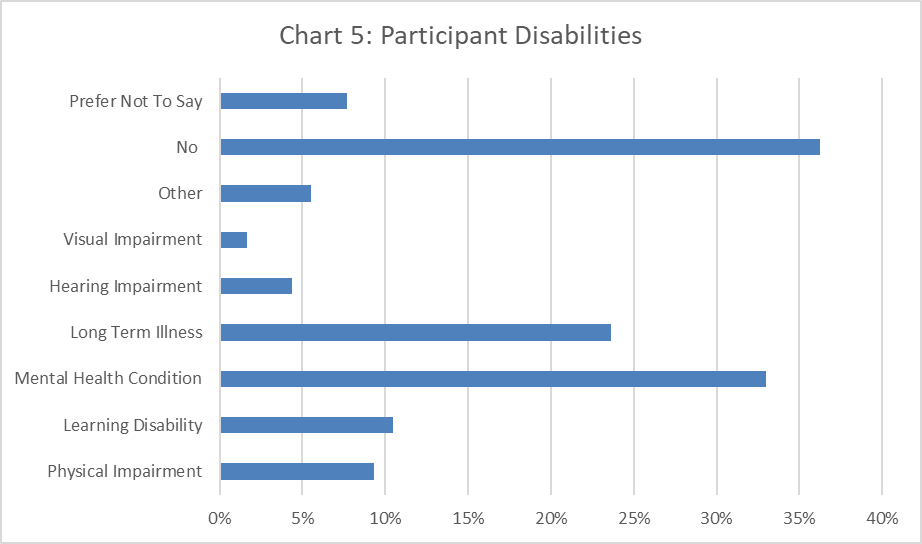 Chart 5: Participant Disabilities
Prefer Not To Say
No
Other
Visual Impairment
Hearing Impairment
Long Term Illness
Mental Health Condition
Learning Disability
Physical Impairment
0% 5% 10% 15% 20% 25% 30% 35% 40%